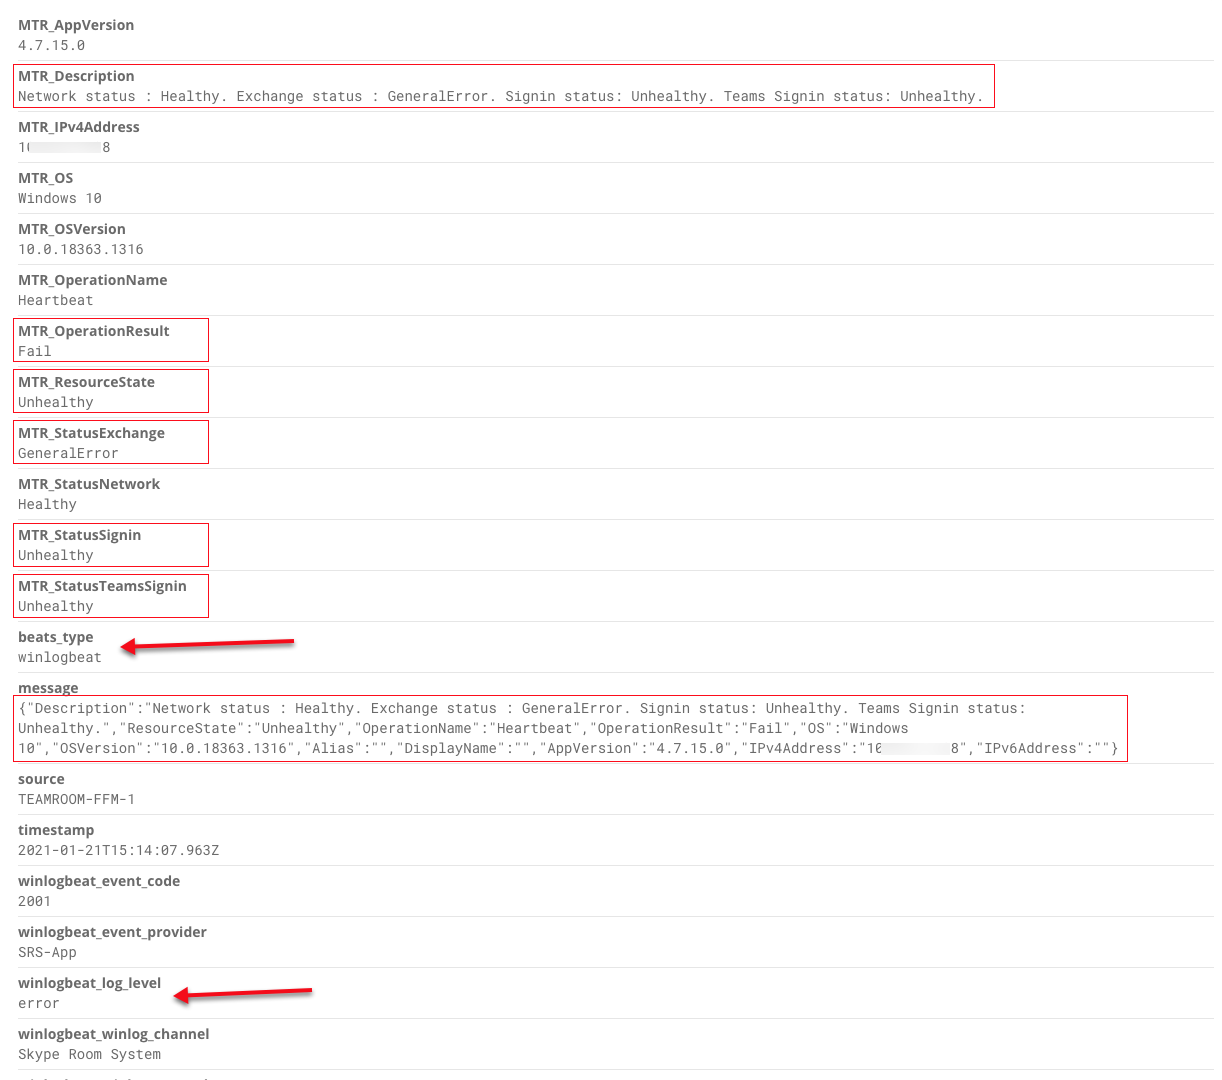 MTR_AppVersion
4.7.15.0
MTR_Description
Network status : Healthy. Exchange status : GeneralError. Signin status: Unhealthy. Teams Signin status: Unhealthy.
MTR_IPv4Address
10 8
MTR_OS
Windows 10
MTR_OSVersion
10.0.18363.1316
MTR_OperationName
Heartbeat
MTR_OperationResult
Fail
MTR_ResourceState
Unhealthy
MTR_StatusExchange
GeneralError
MTR_StatusNetwork
Healthy
MTR_StatusSignin
Unhealthy
MTR_StatusTeamsSignin
Unhealthy
beats_type
winlogbeat
message
{"Description":"Network status : Healthy. Exchange status : GeneralError. Signin status: Unhealthy. Teams Signin status:
Unhealthy.","ResourceState":"Unhealthy","OperationName":"Heartbeat","OperationResult":"Fail","OS":"Windows
10","OSVersion":"10.0.18363.1316","Alias":"","DisplayName":"","AppVersion":"4.7.15.0","IPv4Address":"10 8","IPv6Address":""}
source
TEAMROOM-FFM-1
timestamp
2021-01-21T15:14:07.963Z
winlogbeat_event_code
2001
winlogbeat_event_provider
SRS-App
winlogbeat_log_level
error
winlogbeat_winlog_channel
Skype Room System